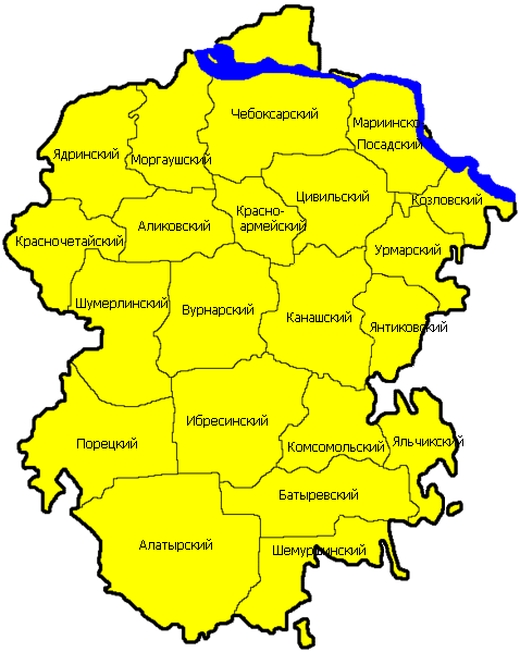 Чебоксарский
Мариинско-
Посадский
Ядринский
Моргаушский
Цивильский
Козловский
Красно-
армейский
Аликовский
Красночетайский
Урмарский
Шумерлинский
Вурнарский
Канашский
Янтиковский
Ибресинский
Порецкий
Комсомольский
Яльчикский
Батыревский
Алатырский
Шемуршинский